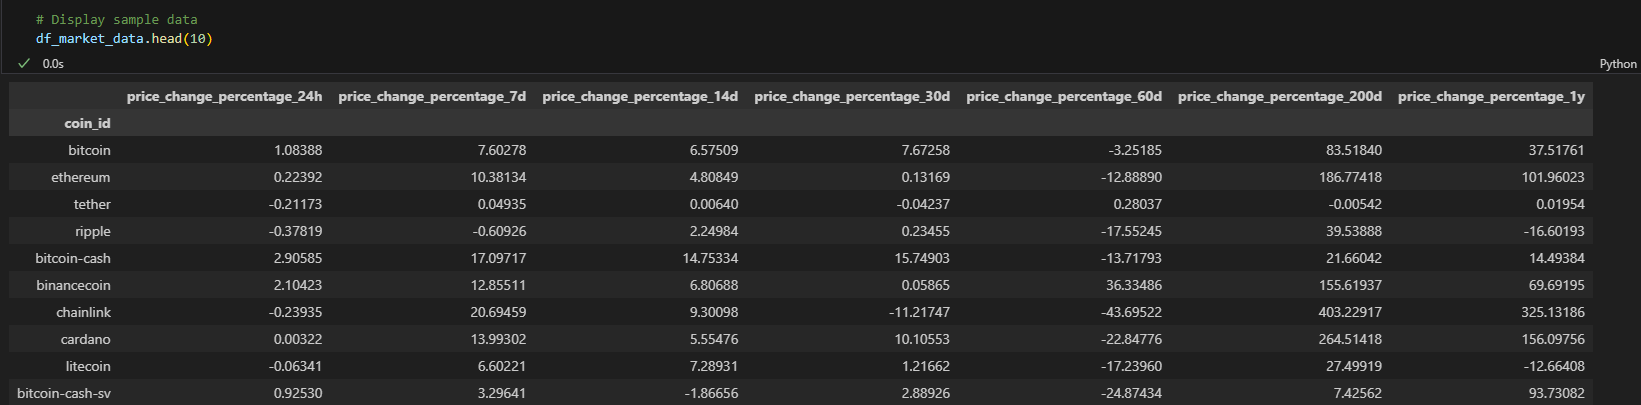 # Display sample data
df_market_data.head(10)
0.0s
Python
price_change_percentage_24h price_change_percentage_7d price_change_percentage_14d price_change_percentage_30d price_change_percentage_60d price_change_percentage_200d price_change_percentage_1y
coin_id
bitcoin 1.08388 7.60278 6.57509 7.67258 -3.25185 83.51840 37.51761
ethereum 0.22392 10.38134 4.80849 0.13169 -12.88890 186.77418 101.96023
tether -0.21173 0.04935 0.00640 -0.04237 0.28037 -0.00542 0.01954
ripple -0.37819 -0.60926 2.24984 0.23455 -17.55245 39.53888 -16.60193
bitcoin-cash 2.90585 17.09717 14.75334 15.74903 -13.71793 21.66042 14.49384
binancecoin 2.10423 12.85511 6.80688 0.05865 36.33486 155.61937 69.69195
chainlink -0.23935 20.69459 9.30098 -11.21747 -43.69522 403.22917 325.13186
cardano 0.00322 13.99302 5.55476 10.10553 -22.84776 264.51418 156.09756
litecoin -0.06341 6.60221 7.28931 1.21662 -17.23960 27.49919 -12.66408
bitcoin-cash-sv 0.92530 3.29641 -1.86656 2.88926 -24.87434 7.42562 93.73082